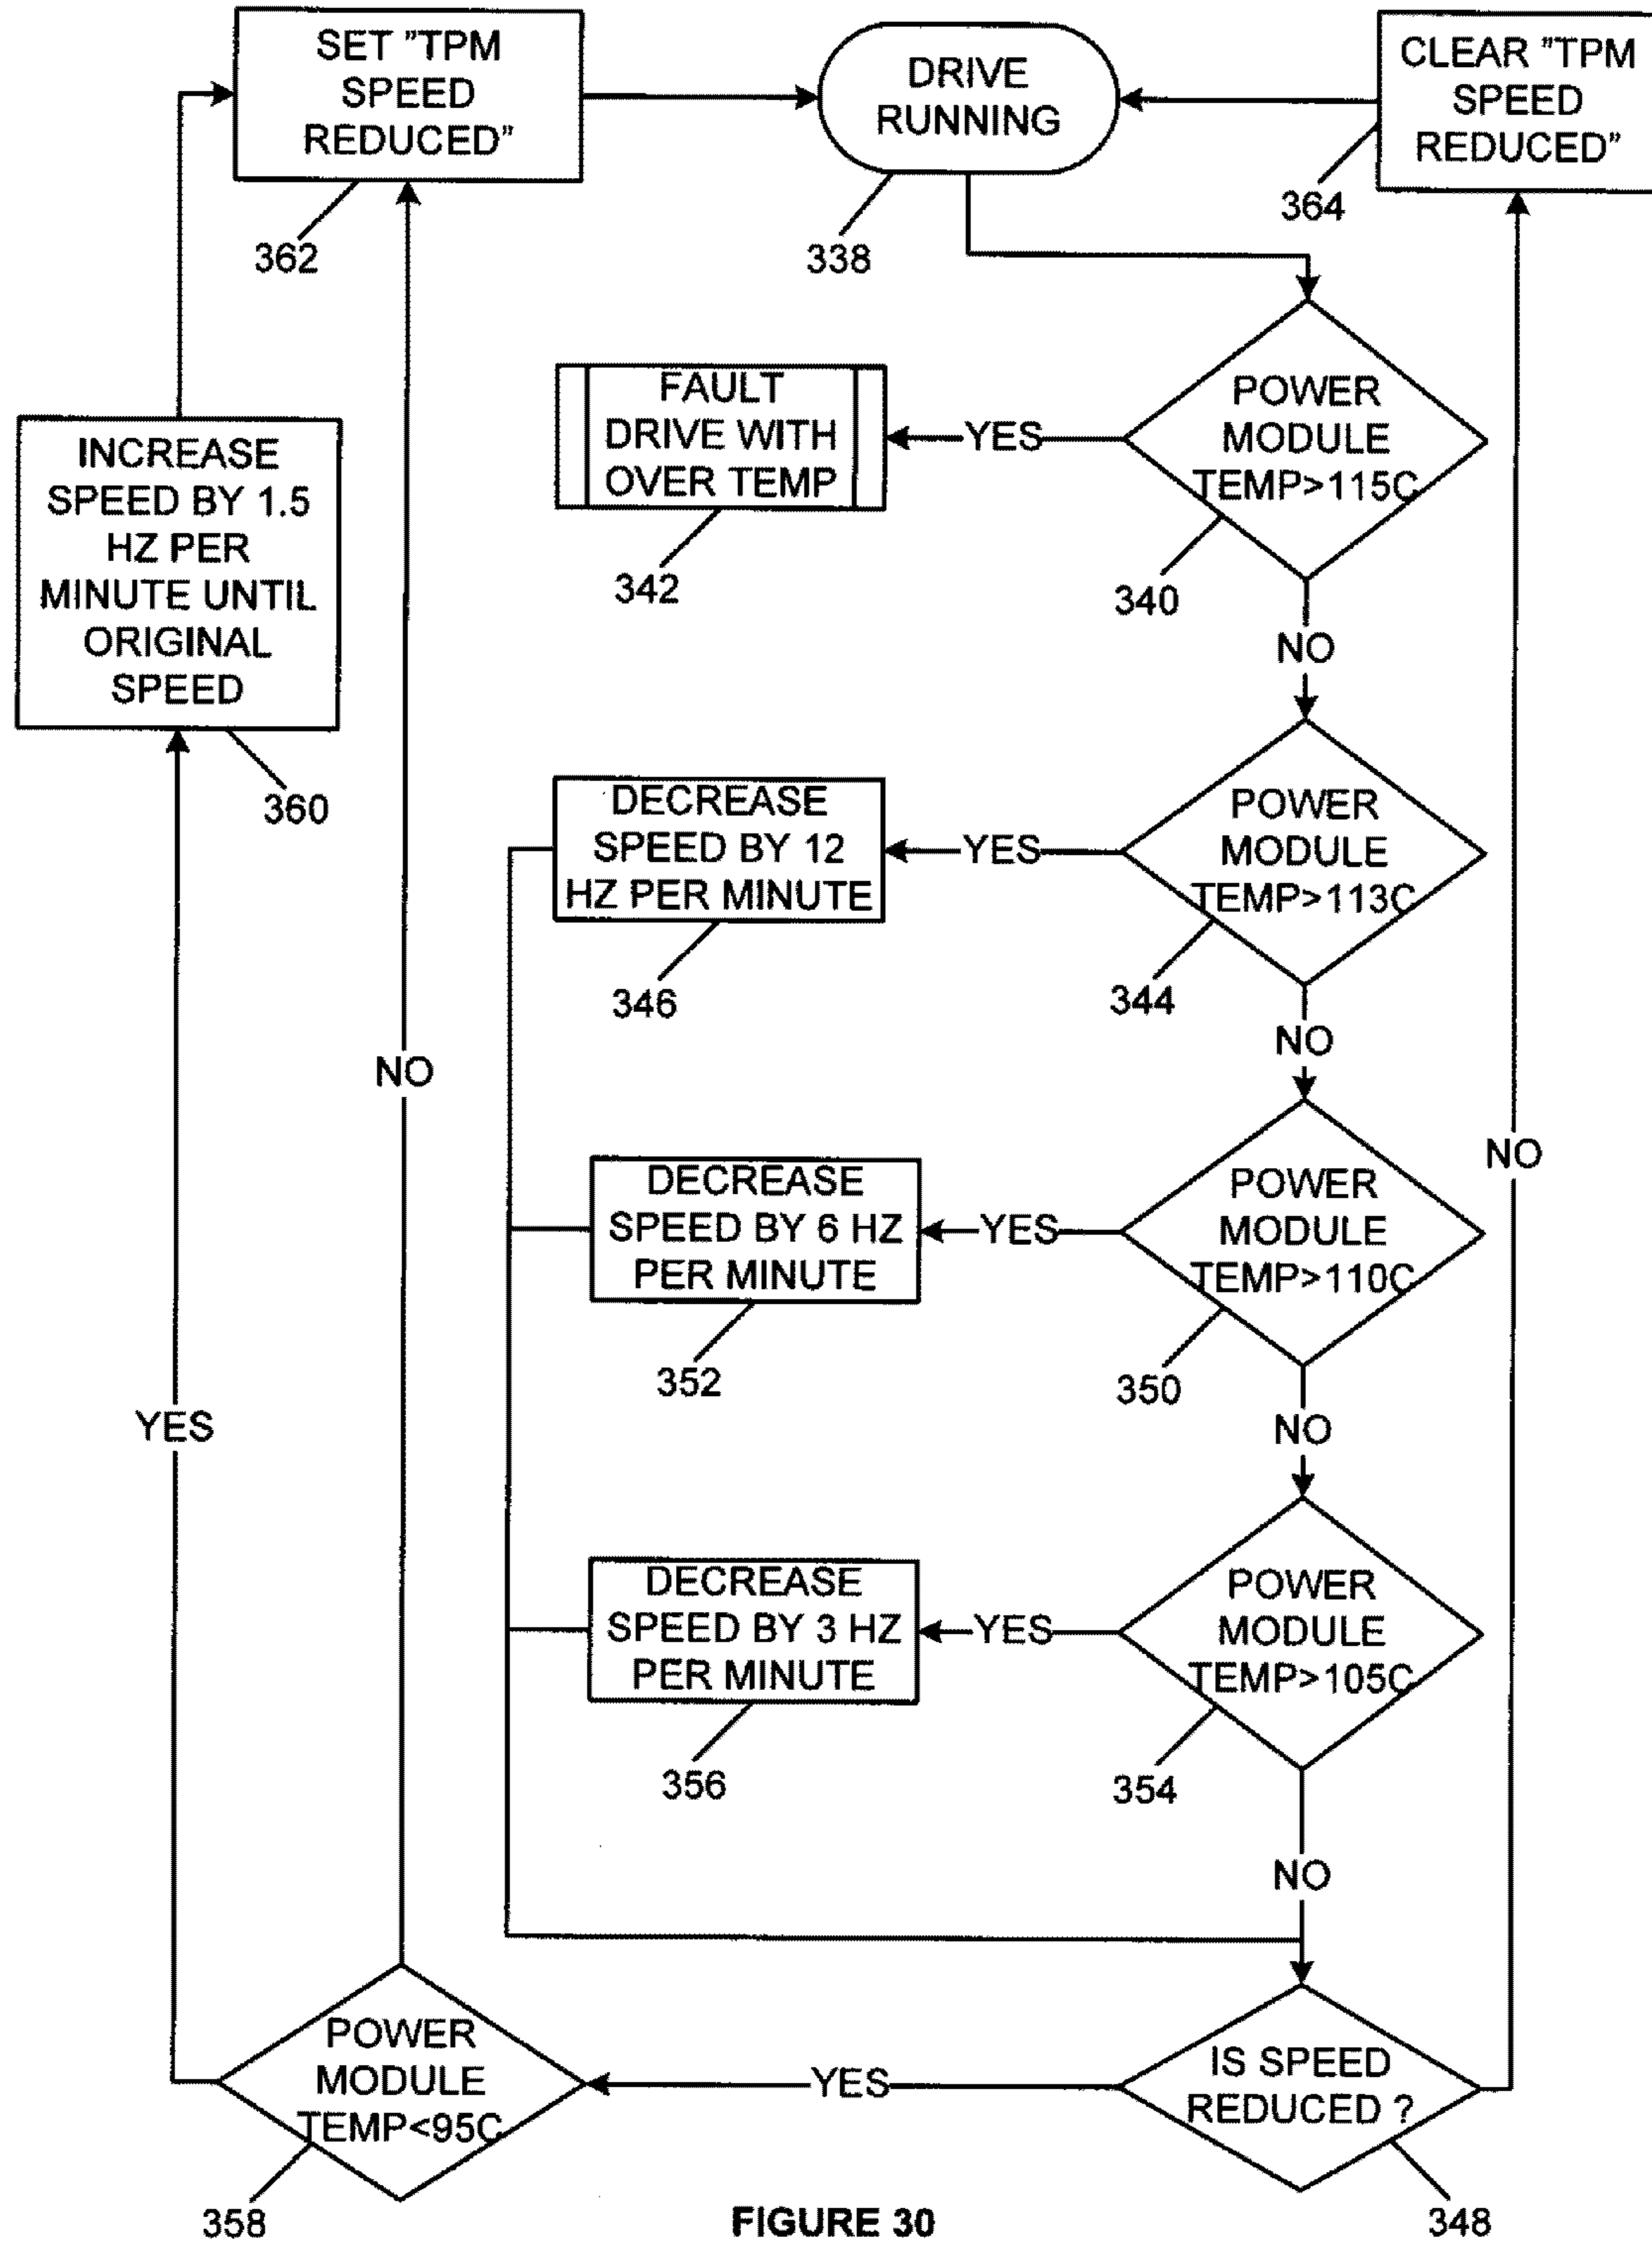 SET "TPM
SPEED
REDUCED"
362
DRIVE
RUNNING
338
CLEAR "TPM
SPEED
REDUCED"
364
POWER
MODULE
TEMP>115C
340
YES
FAULT
DRIVE WITH
OVER TEMP
342
NO
INCREASE
SPEED BY 1.5
HZ PER
MINUTE UNTIL
ORIGINAL
SPEED
360
POWER
MODULE
TEMP>113C
344
YES
DECREASE
SPEED BY 12
HZ PER MINUTE
346
NO
NO
NO
POWER
MODULE
TEMP>110C
350
YES
DECREASE
SPEED BY 6 HZ
PER MINUTE
352
NO
YES
POWER
MODULE
TEMP>105C
354
YES
DECREASE
SPEED BY 3 HZ
PER MINUTE
356
NO
IS SPEED
REDUCED ?
348
YES
POWER
MODULE
TEMP<95C
358
FIGURE 30